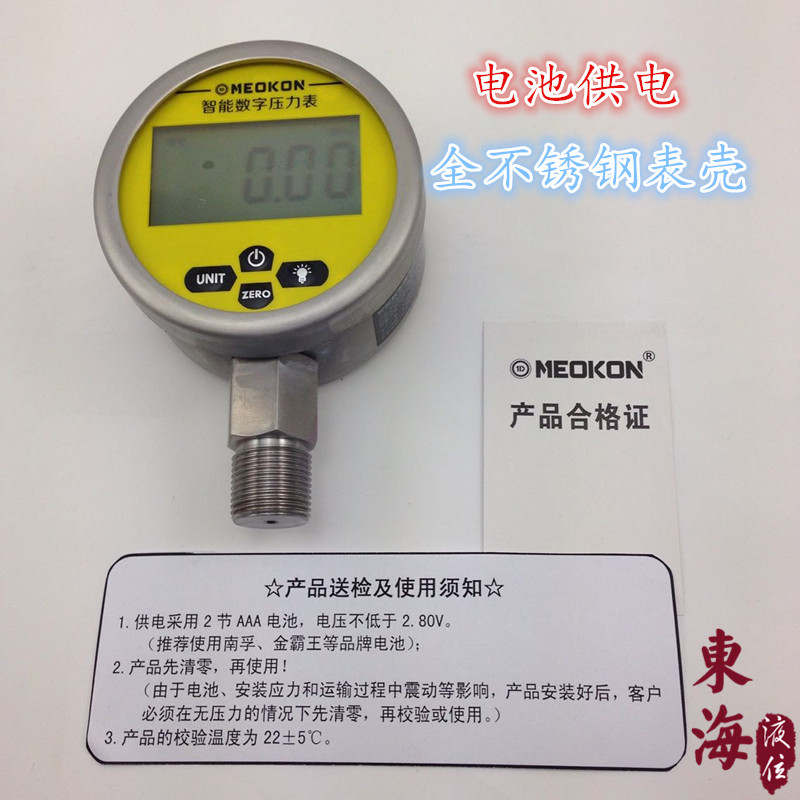 MEOKON
智能数字压力表
0.00
UNIT
ZERO
电池供电
全不锈钢表壳
MEOKON®
产品合格证
☆产品送检及使用须知☆
1. 供电采用2节AAA电池，电压不低于2.80V。
（推荐使用南孚、金霸王等品牌电池）；
2. 产品先清零，再使用！
（由于电池、安装应力和运输过程中震动等影响，产品安装好后，客户
必须在无压力的情况下先清零，再校验或使用。）
3. 产品的校验温度为22±5℃。
東海
液位